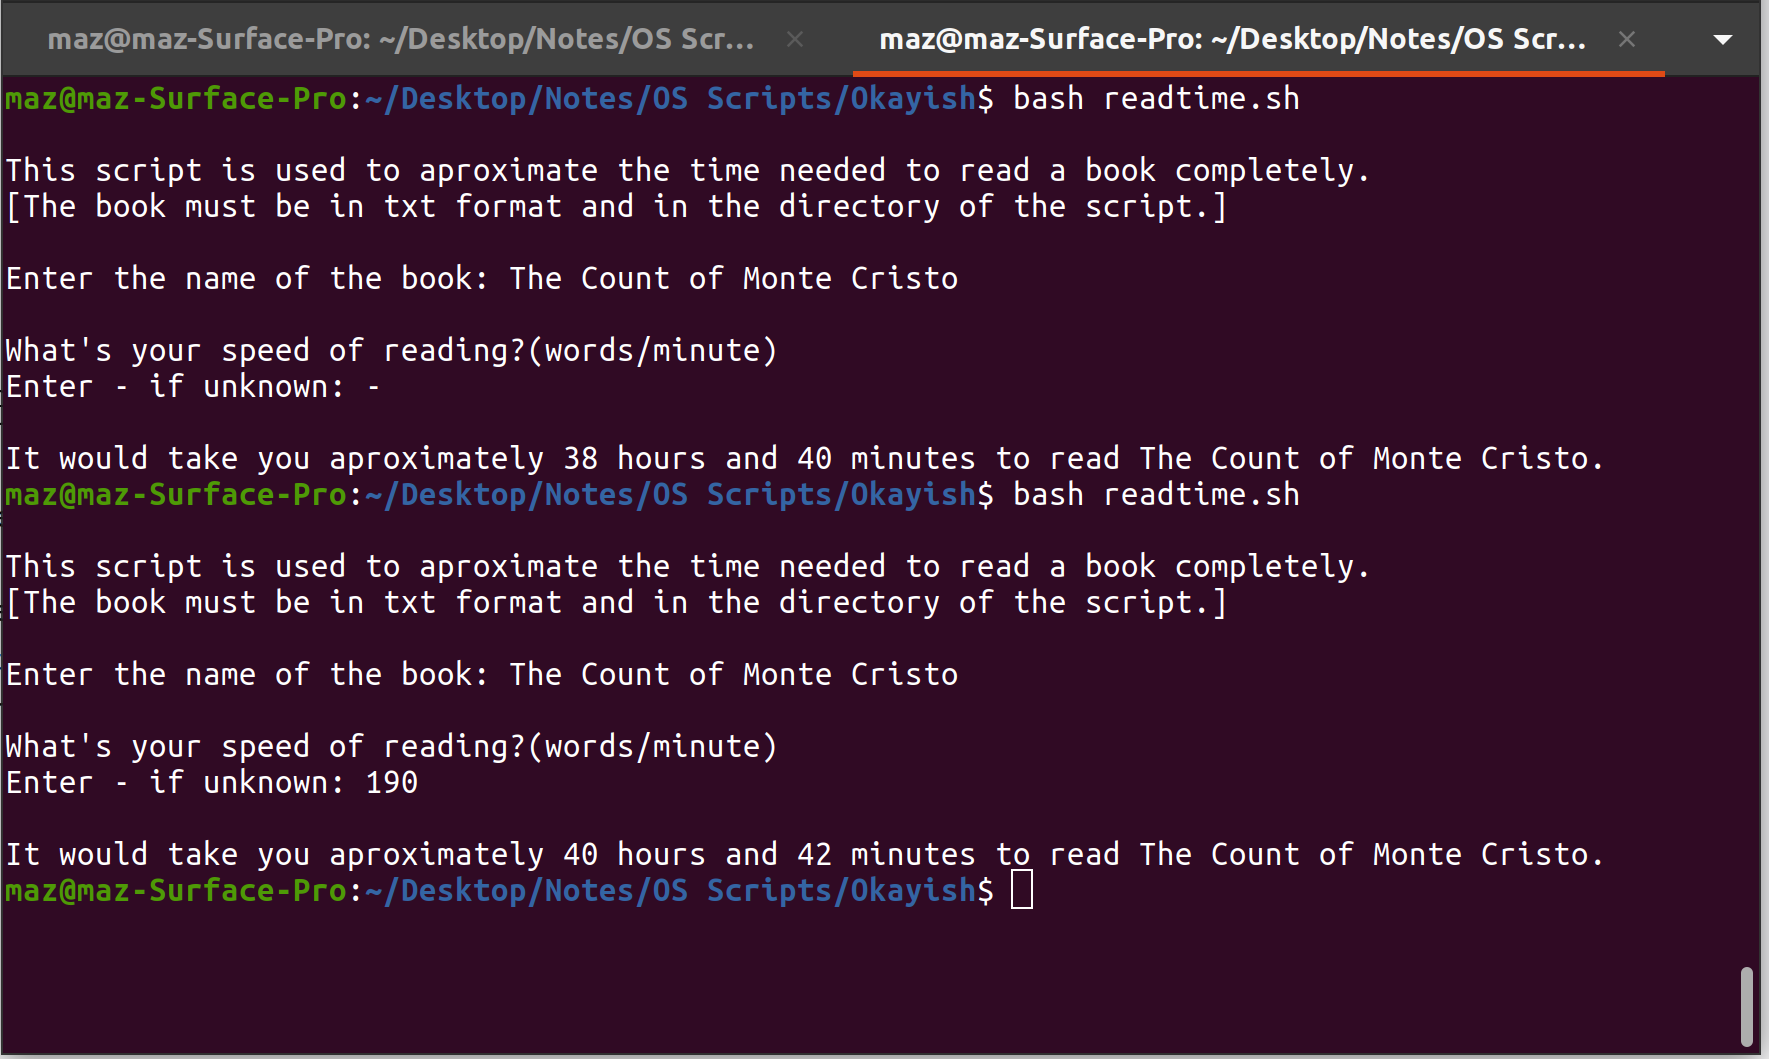 maz@maz-Surface-Pro: ~/Desktop/Notes/OS Scr...
maz@maz-Surface-Pro: ~/Desktop/Notes/OS Scr...
maz@maz-Surface-Pro:~/Desktop/Notes/OS Scripts/Okayish$ bash readtime.sh
This script is used to aproximate the time needed to read a book completely.
[The book must be in txt format and in the directory of the script.]
Enter the name of the book: The Count of Monte Cristo
What's your speed of reading?(words/minute)
Enter - if unknown: -
It would take you aproximately 38 hours and 40 minutes to read The Count of Monte Cristo.
maz@maz-Surface-Pro:~/Desktop/Notes/OS Scripts/Okayish$ bash readtime.sh
This script is used to aproximate the time needed to read a book completely.
[The book must be in txt format and in the directory of the script.]
Enter the name of the book: The Count of Monte Cristo
What's your speed of reading?(words/minute)
Enter - if unknown: 190
It would take you aproximately 40 hours and 42 minutes to read The Count of Monte Cristo.
maz@maz-Surface-Pro:~/Desktop/Notes/OS Scripts/Okayish$